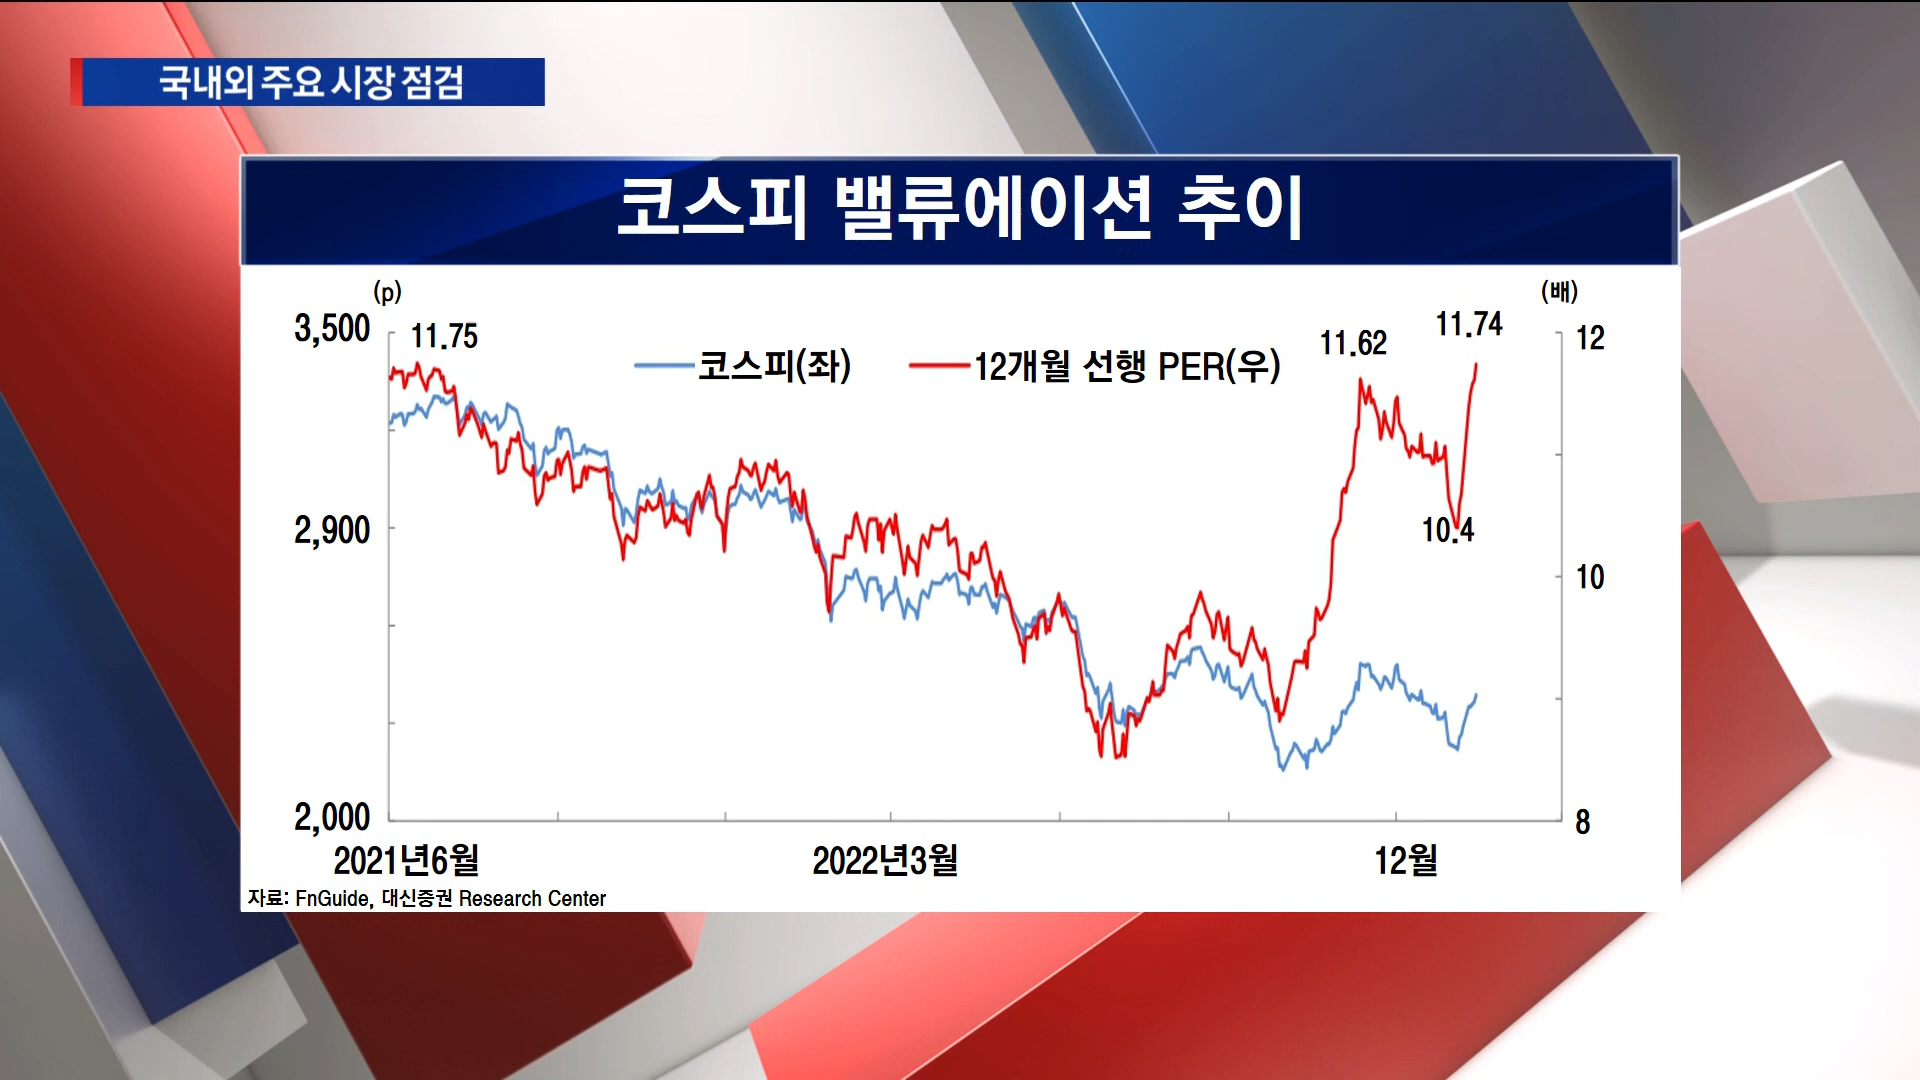 국내외 주요 시장 점검
코스피 밸류에이션 추이
(p)
(배)
3,500
11.75
코스피(좌)
12개월 선행 PER(우)
11.62
11.74
12
2,900
10.4
10
2,000
8
2021년6월
2022년3월
12월
자료: FnGuide, 대신증권 Research Center